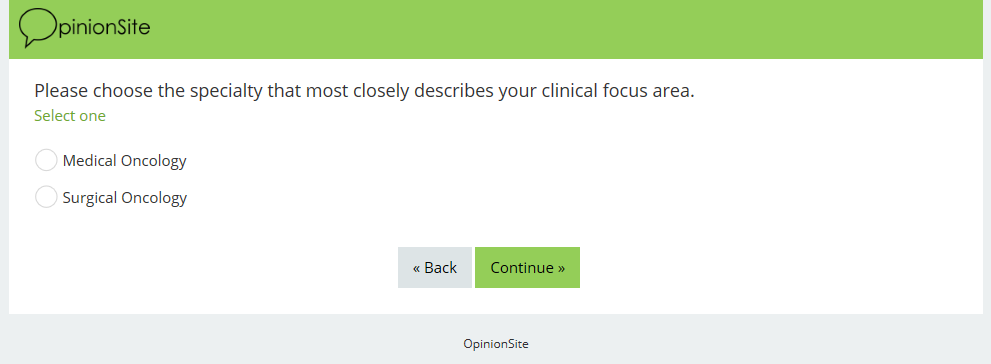 OpinionSite
Please choose the specialty that most closely describes your clinical focus area.
Select one
Medical Oncology
Surgical Oncology
« Back
Continue »
OpinionSite